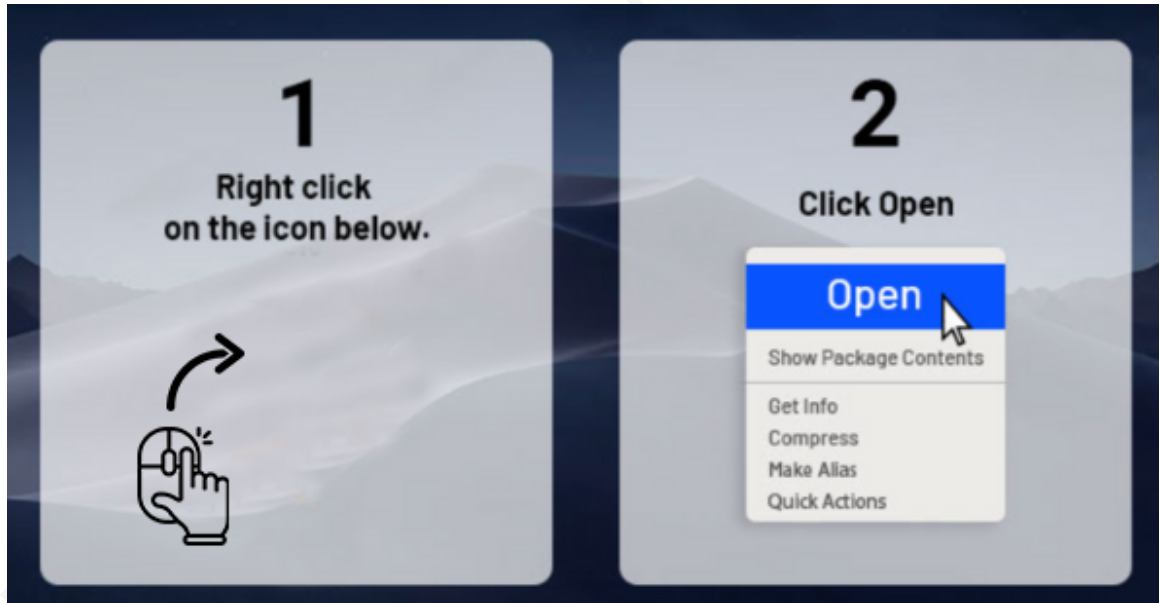 1
Right click
on the icon below.
2
Click Open
Open
Show Package Contents
Get Info
Compress
Make Alias
Quick Actions